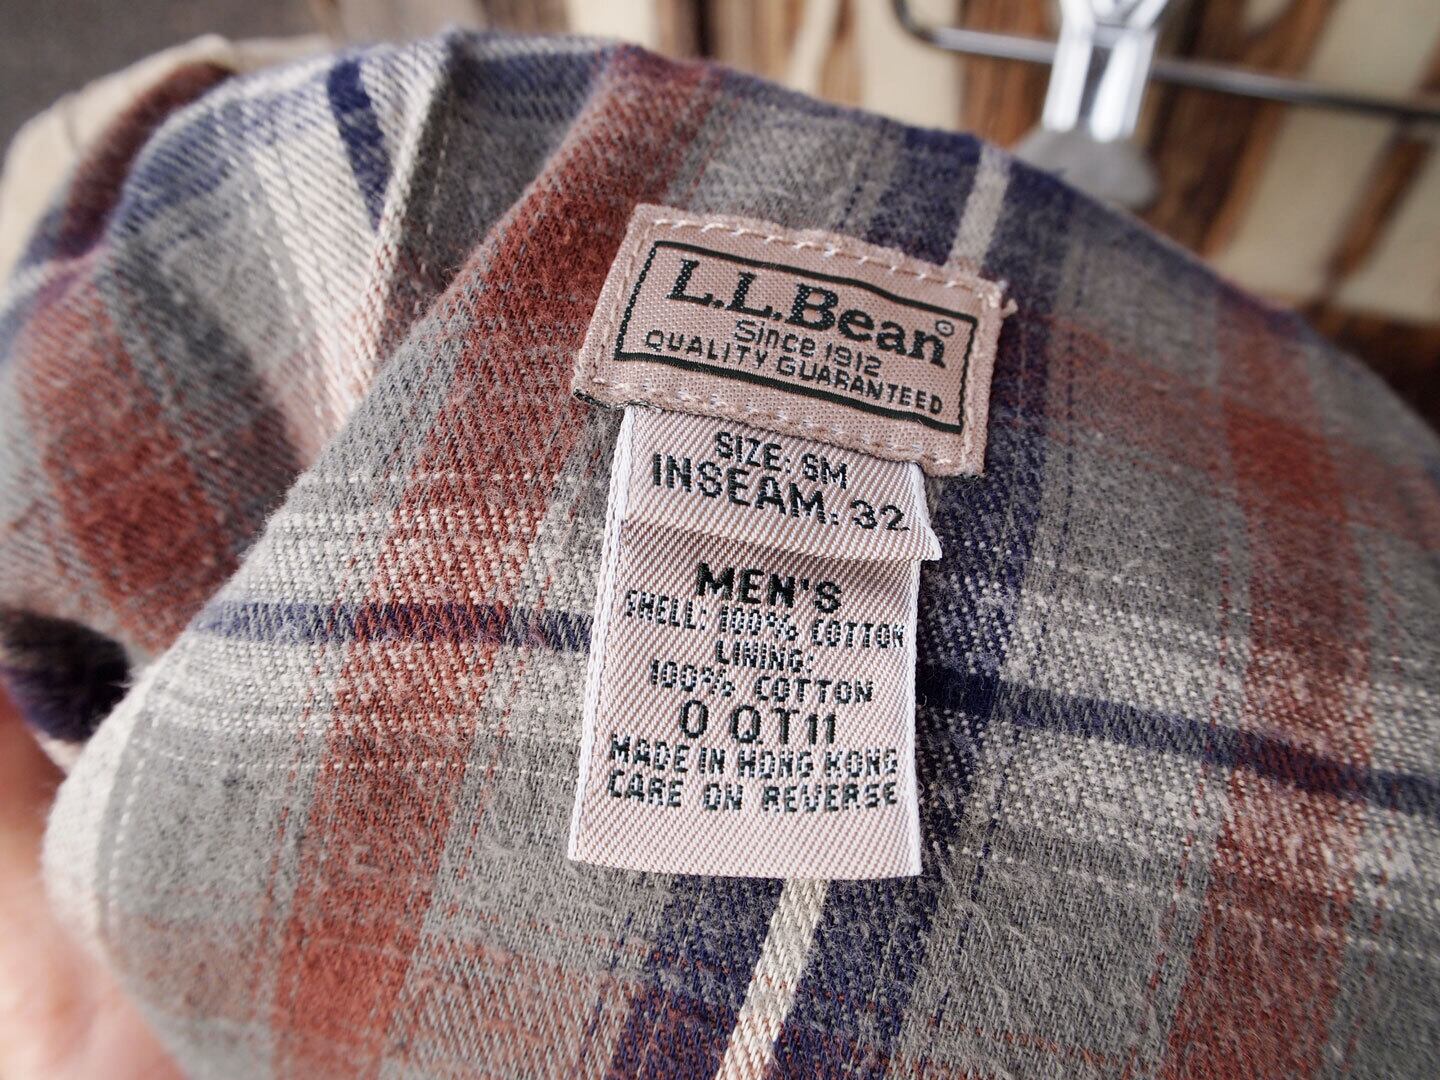 L.L.Bean®
Since 1912
QUALITY GUARANTEED
SIZE: SM
INSEAM: 32
MEN'S
SHELL: 100% COTTON
LINING:
100% COTTON
0 QT11
MADE IN HONG KONG
CARE ON REVERSE